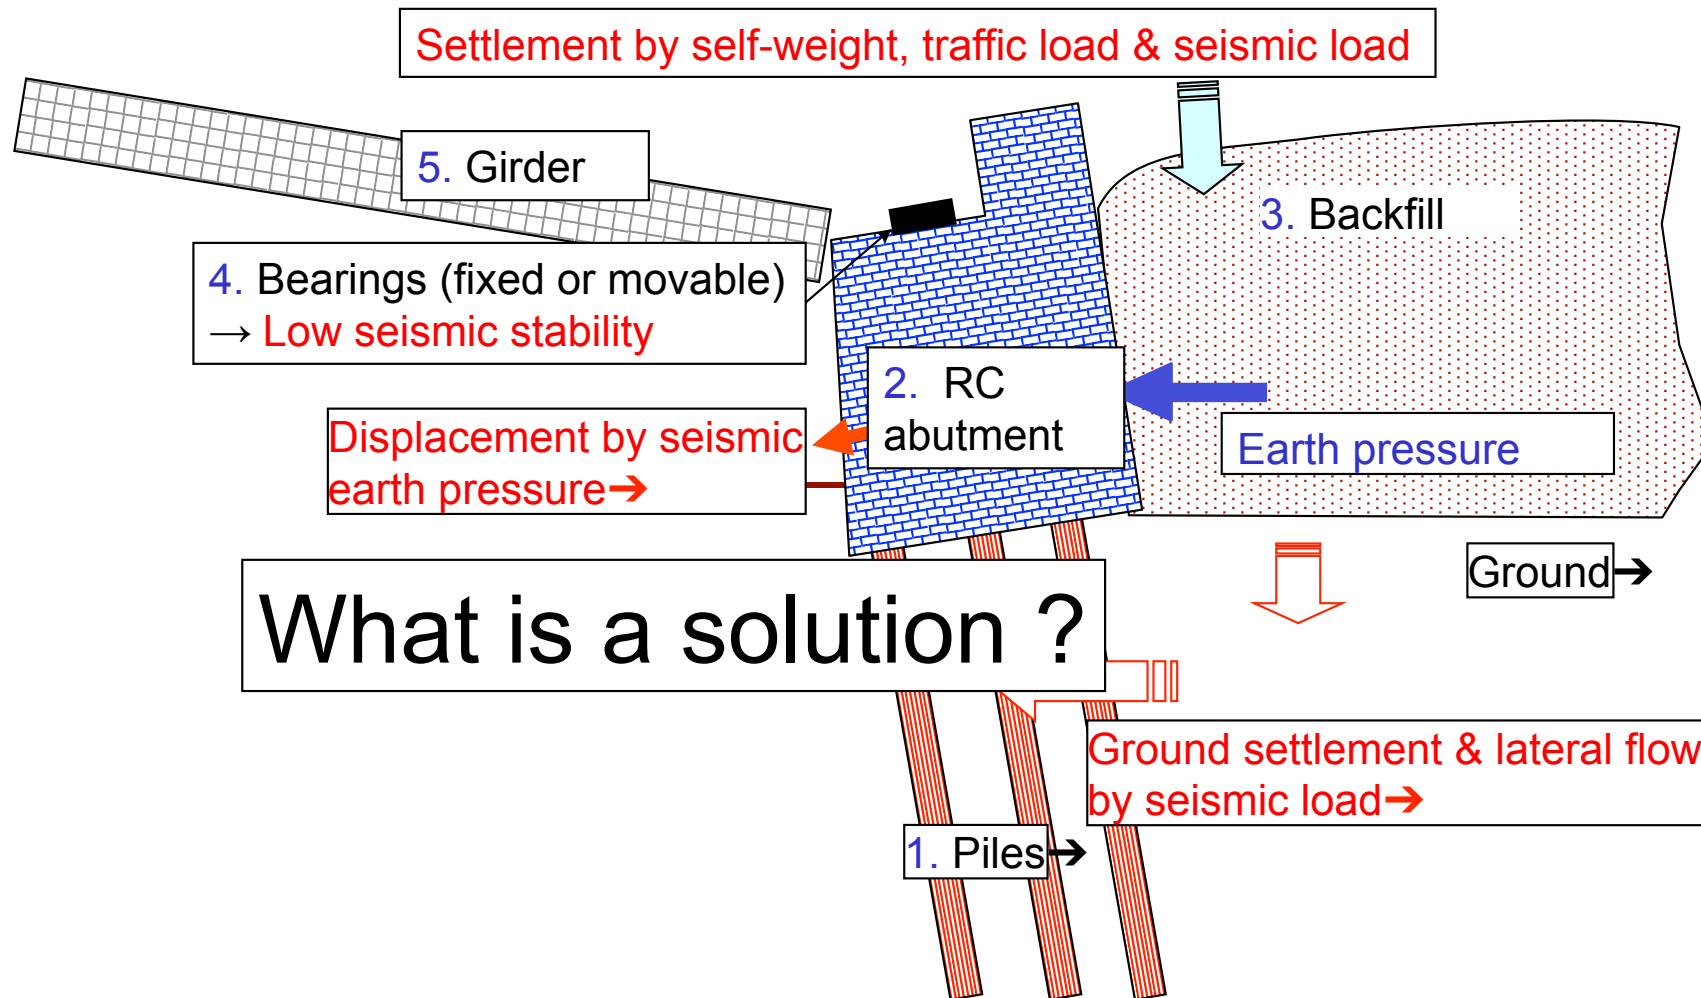 Settlement by self-weight, traffic load & seismic load
5. Girder
3. Backfill
4. Bearings (fixed or movable)
→ Low seismic stability
2. RC
abutment
Displacement by seismic
earth pressure➔
Earth pressure
Ground➔
What is a solution ?
Ground settlement & lateral flow
by seismic load➔
1. Piles➔